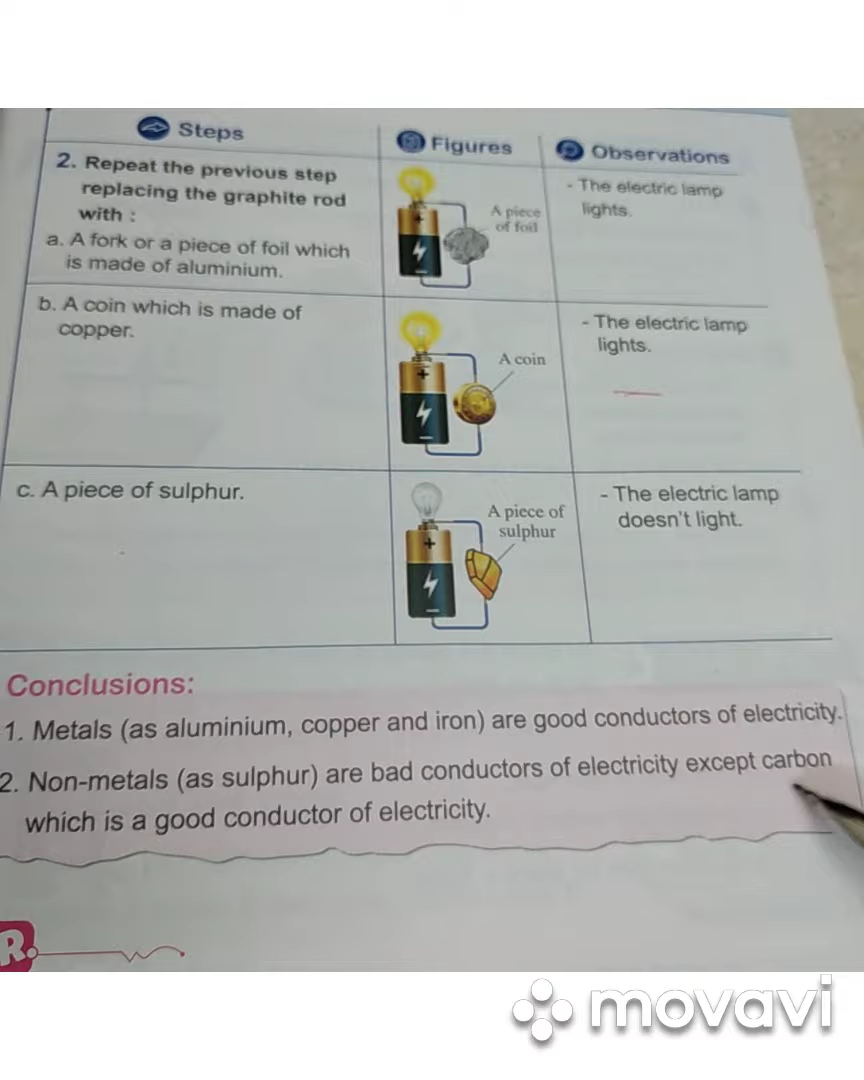 Steps
Figures
Observations
2. Repeat the previous step
replacing the graphite rod
with :
a. A fork or a piece of foil which
is made of aluminium.
A piece
of foil
- The electric lamp
lights.
b. A coin which is made of
copper.
A coin
- The electric lamp
lights.
c. A piece of sulphur.
A piece of
sulphur
- The electric lamp
doesn't light.
Conclusions:
1. Metals (as aluminium, copper and iron) are good conductors of electricity.
2. Non-metals (as sulphur) are bad conductors of electricity except carbon
which is a good conductor of electricity.
R.
movavi